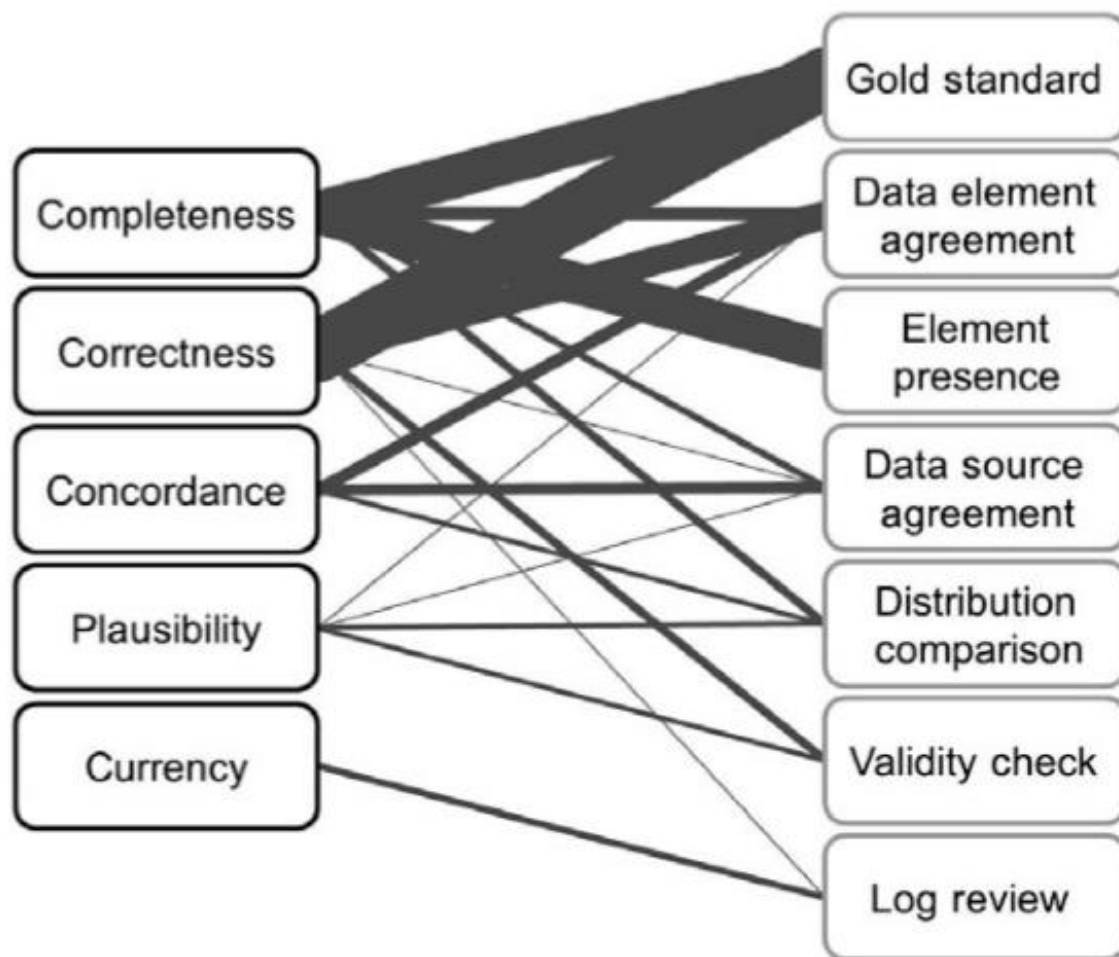 Completeness
Correctness
Concordance
Plausibility
Currency
Gold standard
Data element
agreement
Element
presence
Data source
agreement
Distribution
comparison
Validity check
Log review